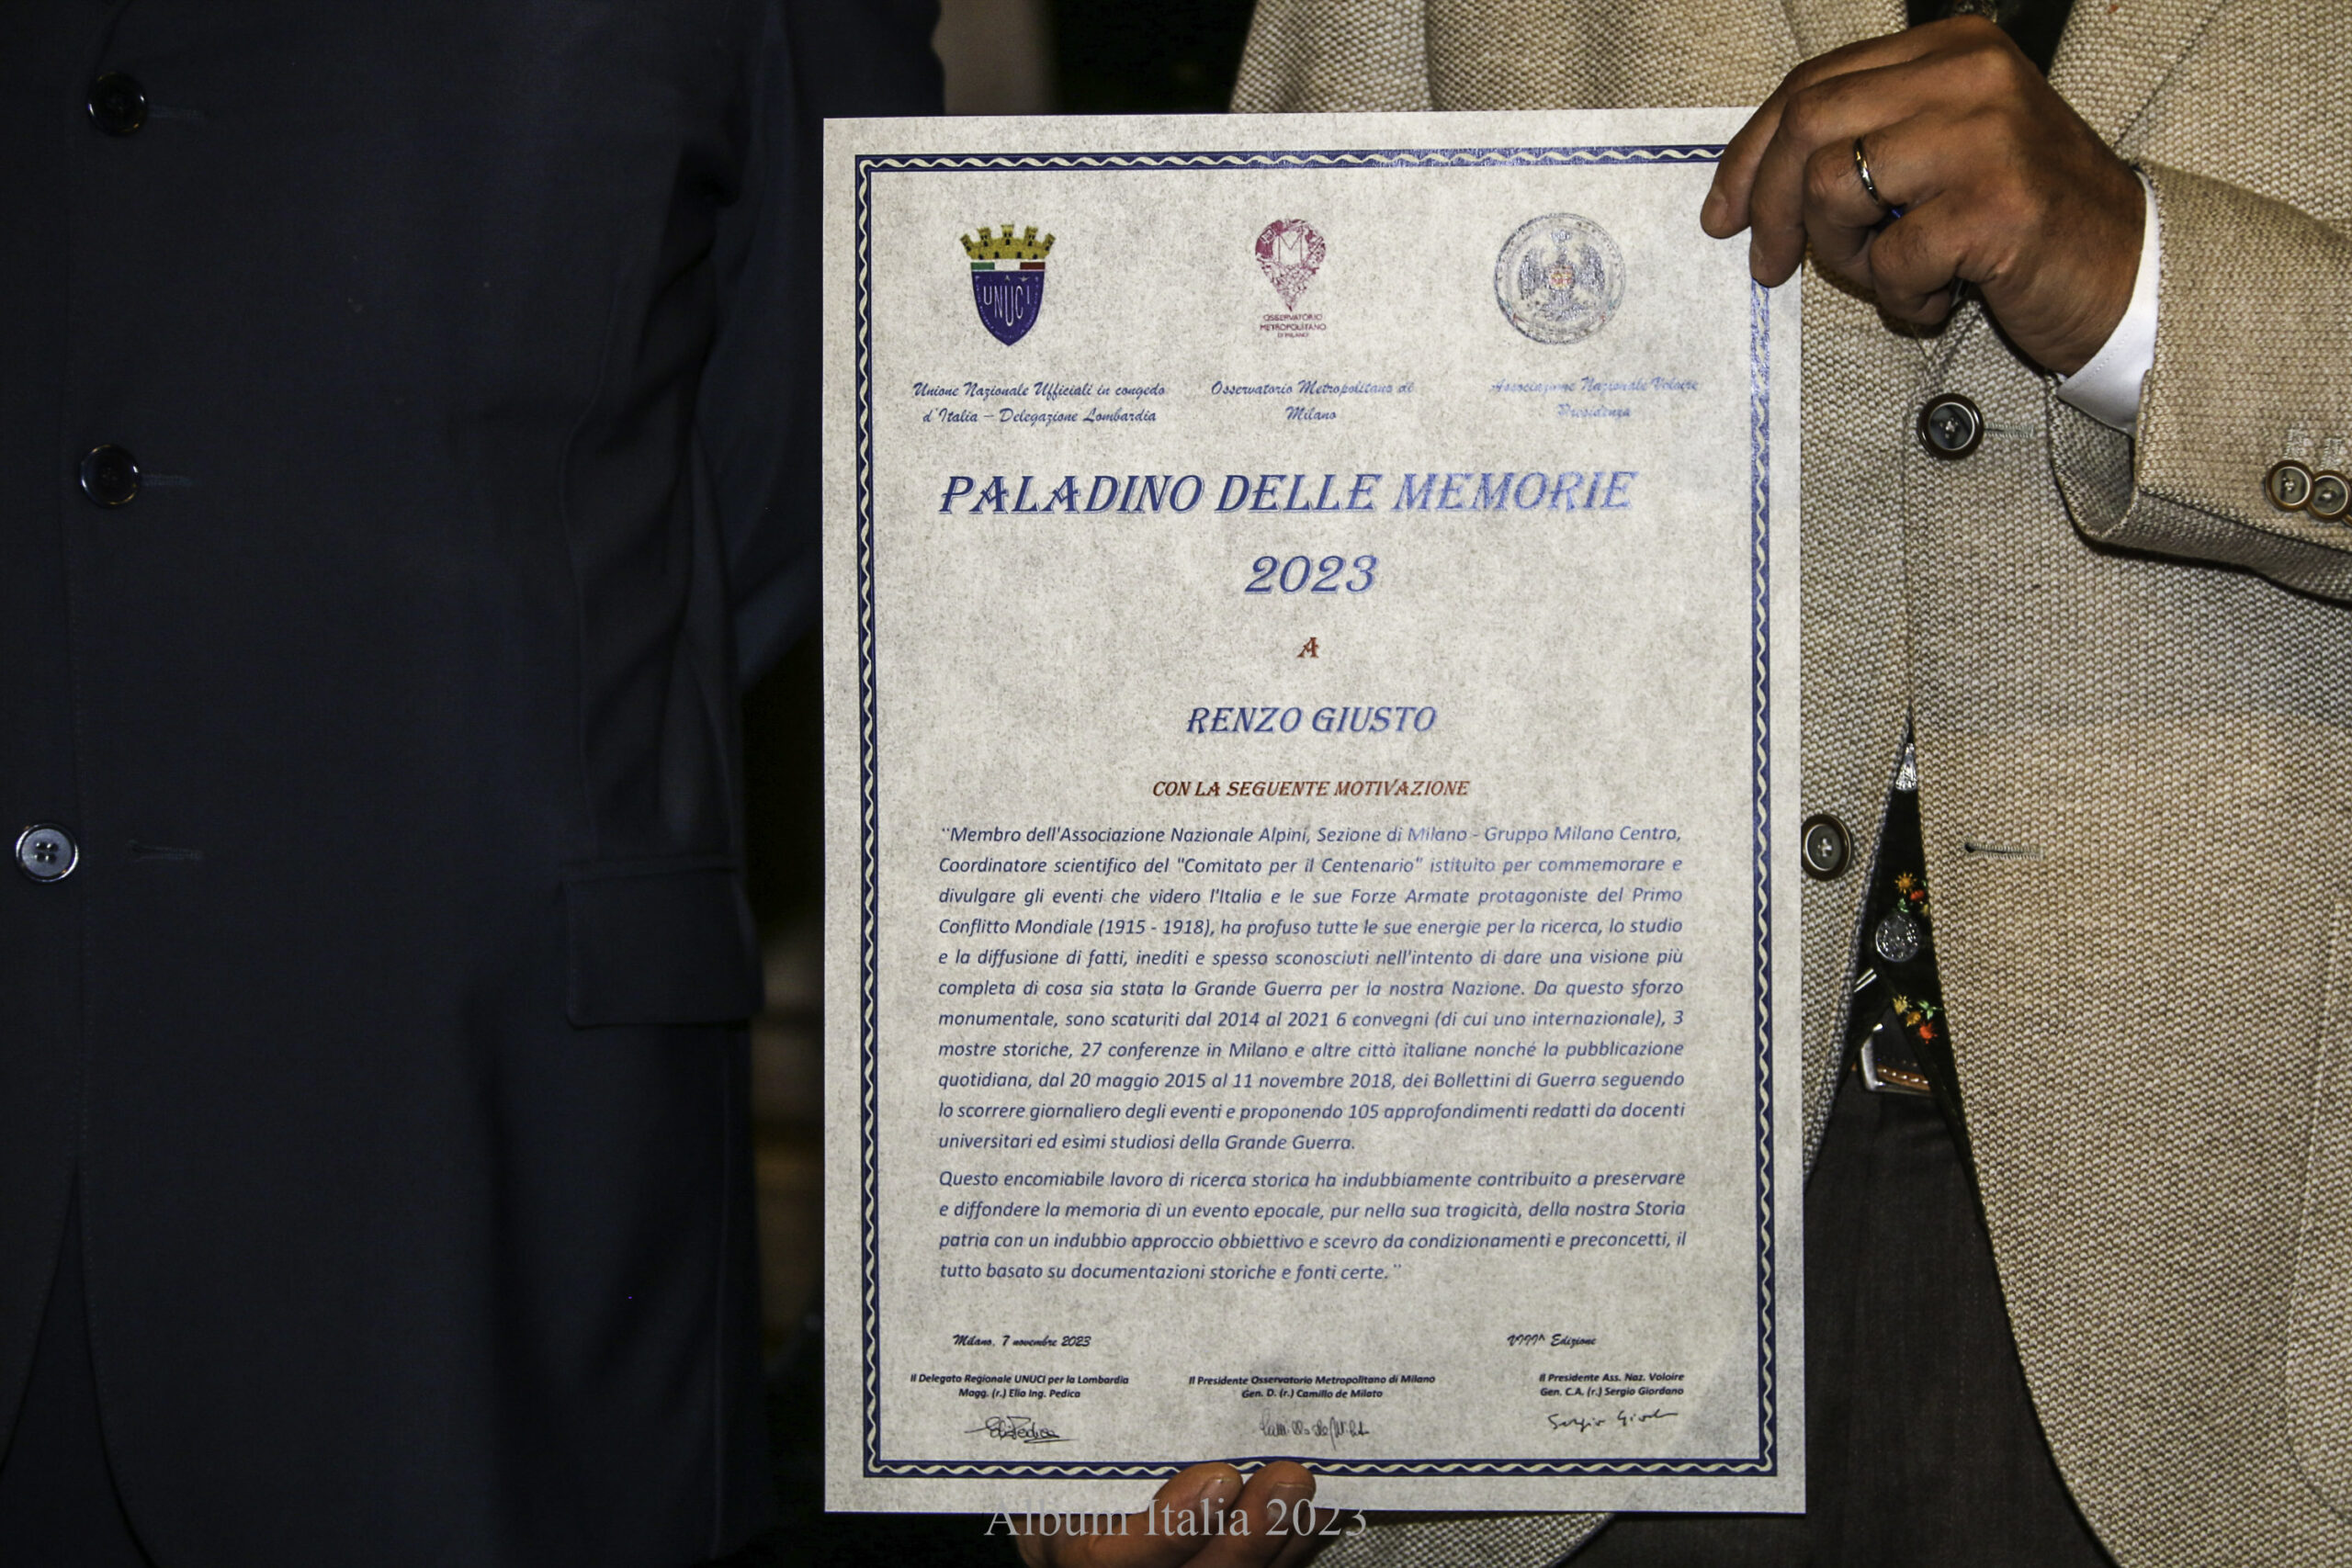 UNUCI
M
OSSERVATORIO
METROPOLITANO
DI MILANO
Unione Nazionale Ufficiali in congedo
d'Italia – Delegazione Lombardia
Osservatorio Metropolitano di
Milano
Associazione Nazionale Voloire
Presidenza
PALADINO DELLE MEMORIE
2023
A
RENZO GIUSTO
CON LA SEGUENTE MOTIVAZIONE
¨Membro dell'Associazione Nazionale Alpini, Sezione di Milano - Gruppo Milano Centro,
Coordinatore scientifico del "Comitato per il Centenario" istituito per commemorare e
divulgare gli eventi che videro l'Italia e le sue Forze Armate protagoniste del Primo
Conflitto Mondiale (1915 - 1918), ha profuso tutte le sue energie per la ricerca, lo studio
e la diffusione di fatti, inediti e spesso sconosciuti nell'intento di dare una visione più
completa di cosa sia stata la Grande Guerra per la nostra Nazione. Da questo sforzo
monumentale, sono scaturiti dal 2014 al 2021 6 convegni (di cui uno internazionale), 3
mostre storiche, 27 conferenze in Milano e altre città italiane nonché la pubblicazione
quotidiana, dal 20 maggio 2015 al 11 novembre 2018, dei Bollettini di Guerra seguendo
lo scorrere giornaliero degli eventi e proponendo 105 approfondimenti redatti da docenti
universitari ed esimi studiosi della Grande Guerra.
Questo encomiabile lavoro di ricerca storica ha indubbiamente contribuito a preservare
e diffondere la memoria di un evento epocale, pur nella sua tragicità, della nostra Storia
patria con un indubbio approccio obbiettivo e scevro da condizionamenti e preconcetti, il
tutto basato su documentazioni storiche e fonti certe.¨
Milano, 7 novembre 2023
VIII^ Edizione
Il Delegato Regionale UNUCI per la Lombardia
Magg. (r.) Elio Ing. Pedica
Il Presidente Osservatorio Metropolitano di Milano
Gen. D. (r.) Camillo de Milato
Il Presidente Ass. Naz. Voloire
Gen. C.A. (r.) Sergio Giordano
Album Italia 2023